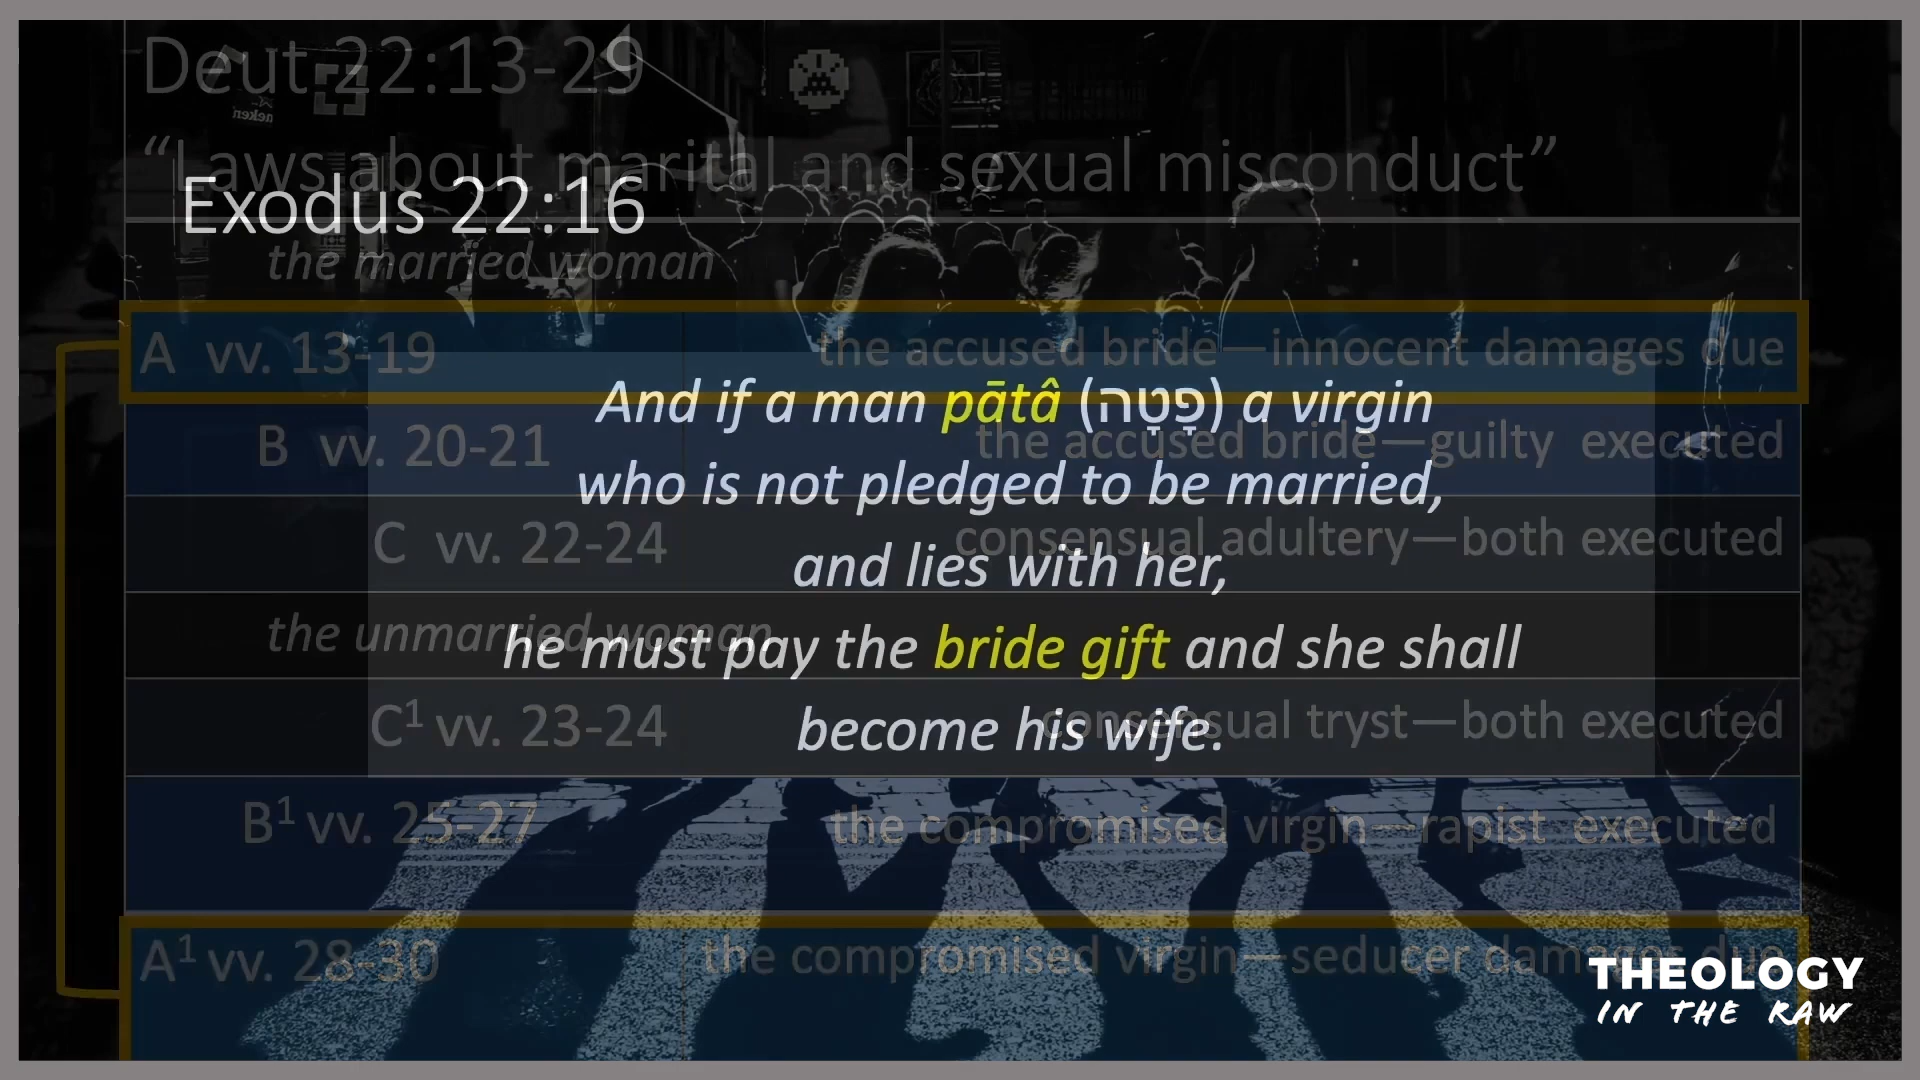 Deut 22:13-29
“Laws about marital and sexual misconduct”
Exodus 22:16
the married woman
A vv. 13-19 the accused bride—innocent damages due
And if a man pātâ (פָּטָה) a virgin
B vv. 20-21 the accused bride—guilty executed
who is not pledged to be married,
C vv. 22-24 consensual adultery—both executed
and lies with her,
the unmarried woman
he must pay the bride gift and she shall
C¹ vv. 23-24 consensual tryst—both executed
become his wife.
B¹ vv. 25-27 the compromised virgin—rapist executed
A¹ vv. 28-30 the compromised virgin—seducer damages due
THEOLOGY
IN THE RAW